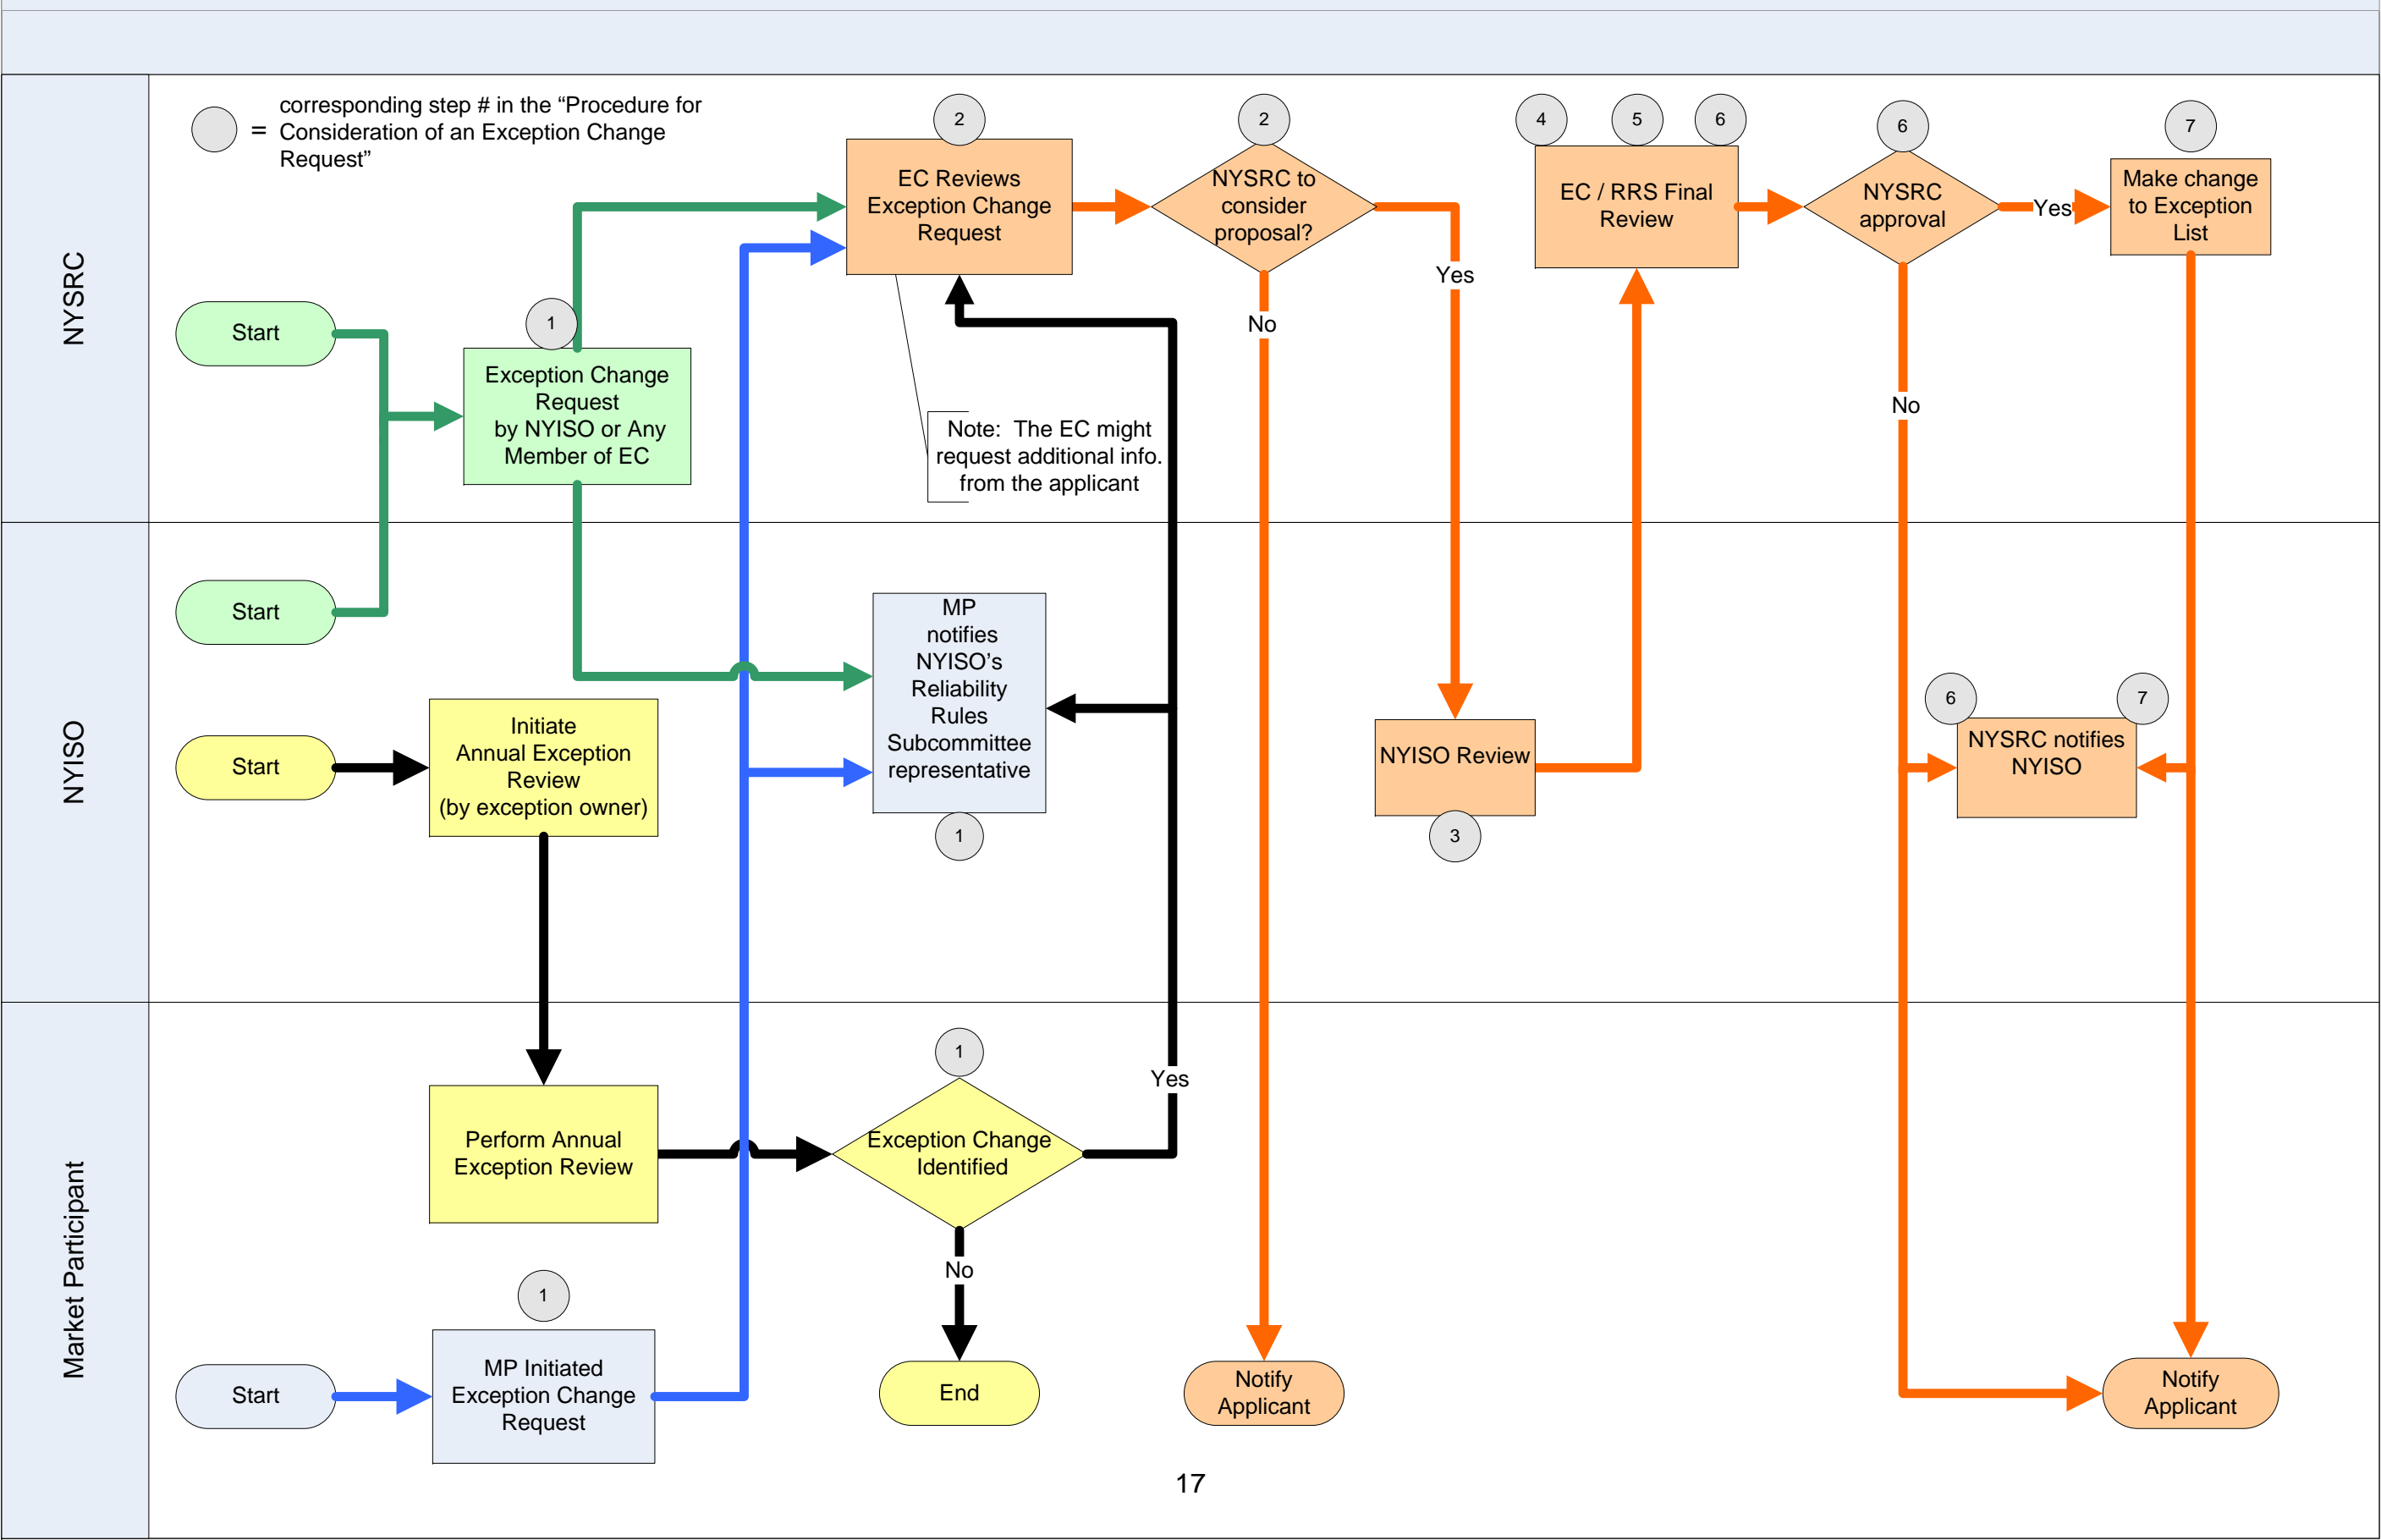 NYSRC
=
corresponding step # in the “Procedure for
Consideration of an Exception Change
Request”
2
EC Reviews
Exception Change
Request
2
NYSRC to
consider
proposal?
Yes
No
4
5
6
EC / RRS Final
Review
6
NYSRC
approval
Yes
No
7
Make change
to Exception
List
Start
1
Exception Change
Request
by NYISO or Any
Member of EC
Note:  The EC might
request additional info.
from the applicant
NYISO
Start
Start
Initiate
Annual Exception
Review
(by exception owner)
MP
notifies
NYISO’s
Reliability
Rules
Subcommittee
representative
1
NYISO Review
3
6
7
NYSRC notifies
NYISO
Market Participant
Perform Annual
Exception Review
1
Exception Change
Identified
Yes
No
1
Start
MP Initiated
Exception Change
Request
End
Notify
Applicant
Notify
Applicant
17